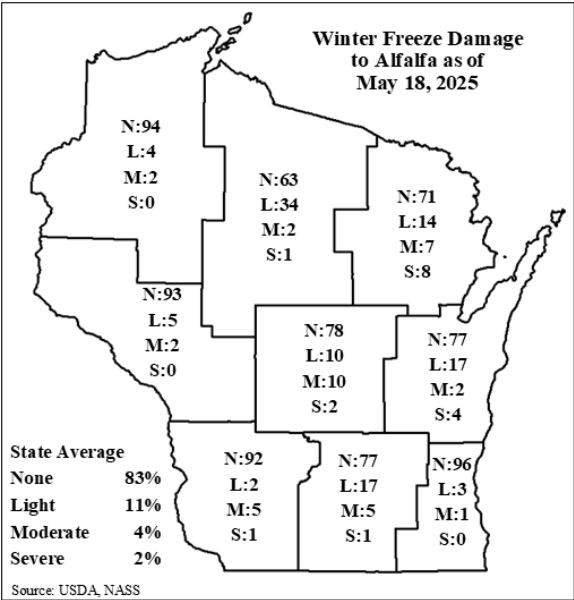 Winter Freeze Damage
to Alfalfa as of
May 18, 2025
N:94
L:4
M:2
S:0
N:63
L:34
M:2
S:1
N:71
L:14
M:7
S:8
N:93
L:5
M:2
S:0
N:78
L:10
M:10
S:2
N:77
L:17
M:2
S:4
N:92
L:2
M:5
S:1
N:77
L:17
M:5
S:1
N:96
L:3
M:1
S:0
State Average
None 83%
Light 11%
Moderate 4%
Severe 2%
Source: USDA, NASS